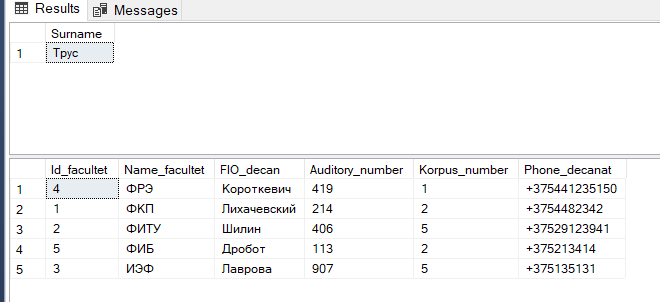 Results Messages
Surname
1 Трус
Id_facultet Name_facultet FIO_decan Auditory_number Korpus_number Phone_decanat
1 4 ФРЭ Короткевич 419 1 +375441235150
2 1 ФКП Лихачевский 214 2 +3754482342
3 2 ФИТУ Шилин 406 5 +37529123941
4 5 ФИБ Дробот 113 2 +375213414
5 3 ИЭФ Лаврова 907 5 +375135131